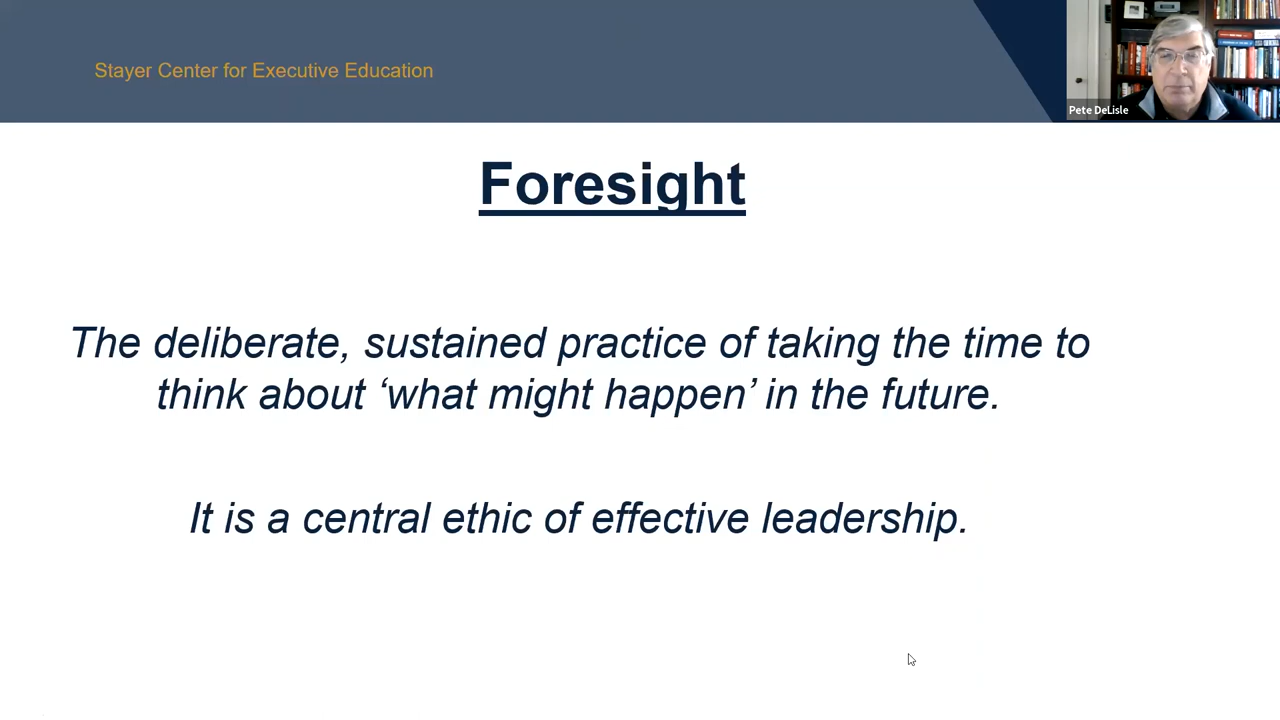 Stayer Center for Executive Education
Pete DeLisle
Foresight
The deliberate, sustained practice of taking the time to
think about ‘what might happen’ in the future.
It is a central ethic of effective leadership.